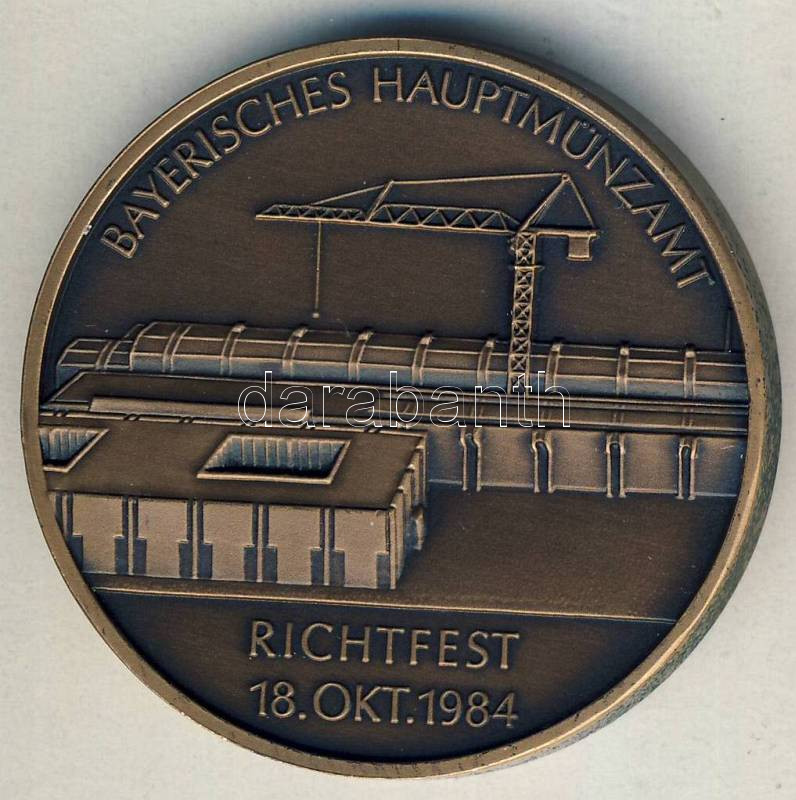 BAYERISCHES HAUPTMÜNZAMT
darabanth
RICHTFEST
18. OKT. 1984